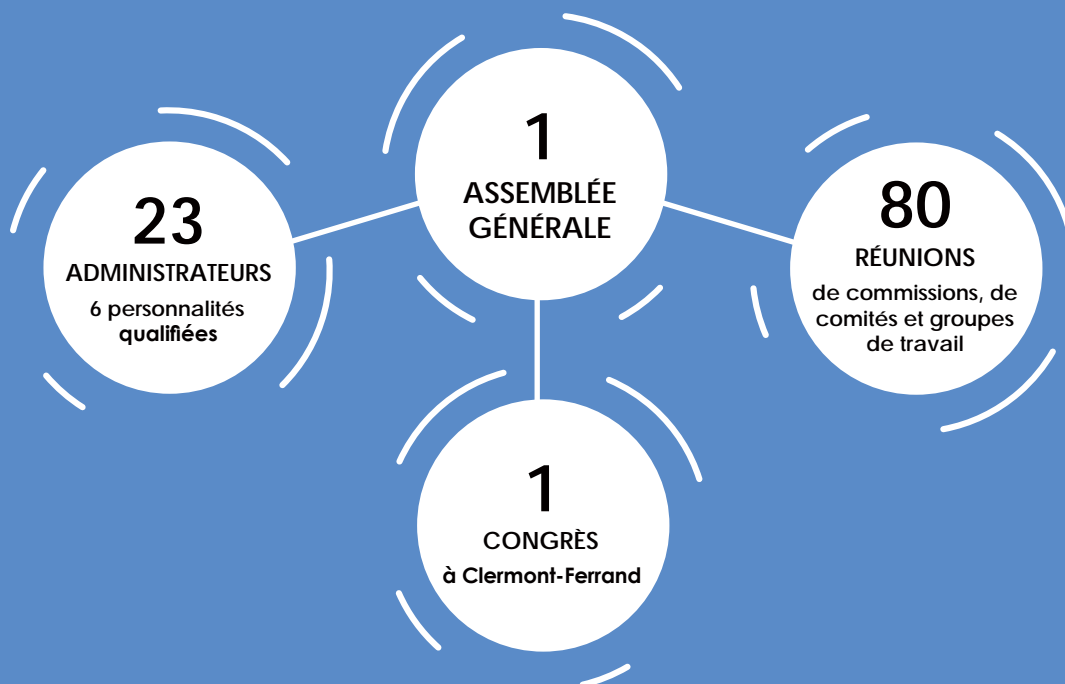 1
ASSEMBLÉE
GÉNÉRALE
23
ADMINISTRATEURS
6 personnalités
qualifiées
80
RÉUNIONS
de commissions, de
comités et groupes
de travail
1
CONGRÈS
à Clermont-Ferrand